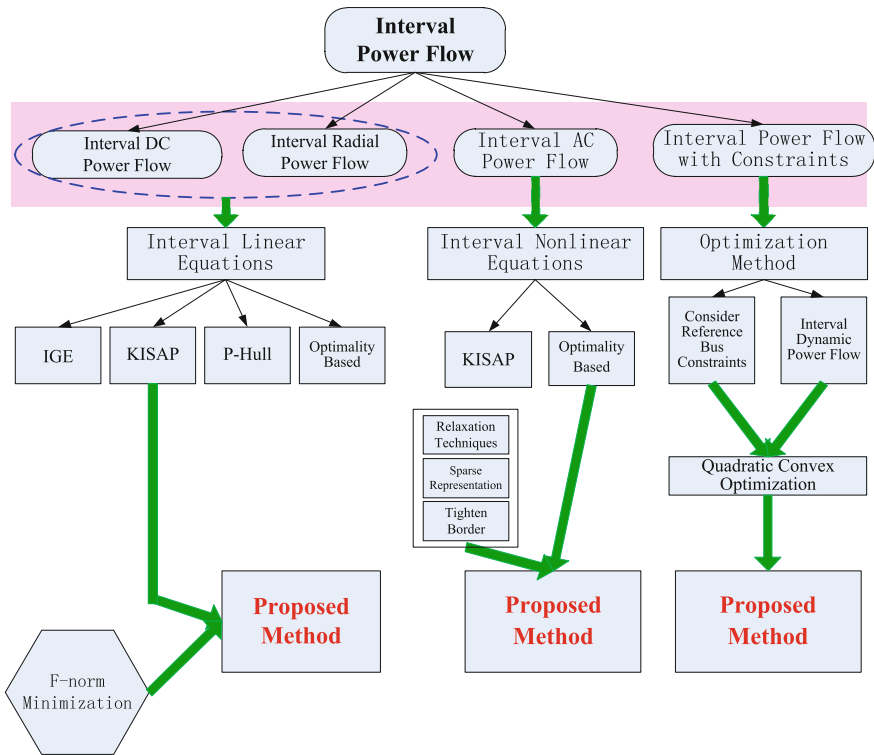 Interval
Power Flow
Interval DC
Power Flow
Interval Radial
Power Flow
Interval AC
Power Flow
Interval Power Flow
with Constraints
Interval Linear
Equations
Interval Nonlinear
Equations
Optimization
Method
IGE
KISAP
P-Hull
Optimality
Based
KISAP
Optimality
Based
Consider
Reference
Bus
Constraints
Interval
Dynamic
Power Flow
Relaxation
Techniques
Sparse
Representation
Tighten
Border
Quadratic Convex
Optimization
Proposed
Method
Proposed
Method
Proposed
Method
F-norm
Minimization